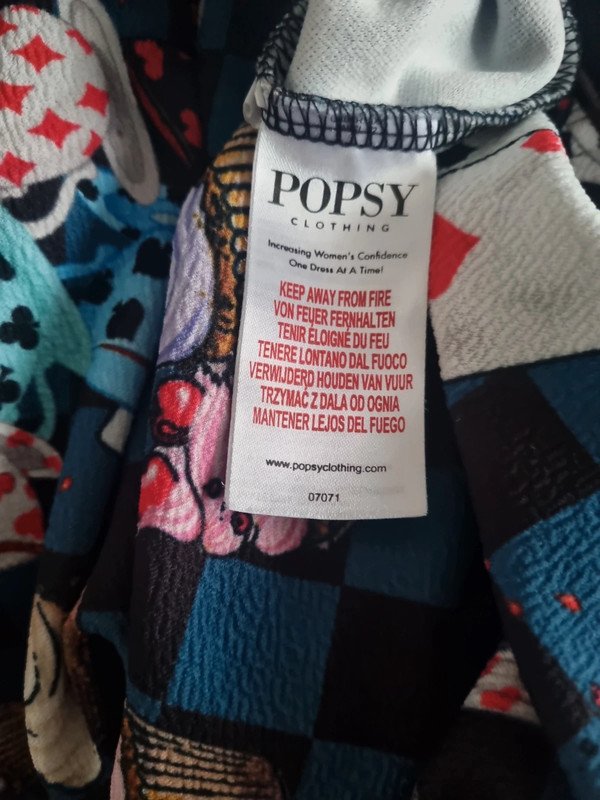 POPSY
CLOTHING
Increasing Women's Confidence
One Dress At A Time!
KEEP AWAY FROM FIRE
VON FEUER FERNHALTEN
TENIR ÉLOIGNÉ DU FEU
TENERE LONTANO DAL FUOCO
VERWIJDERD HOUDEN VAN VUUR
TRZYMAĆ Z DALA OD OGNIA
MANTENER LEJOS DEL FUEGO
www.popsyclothing.com
07071